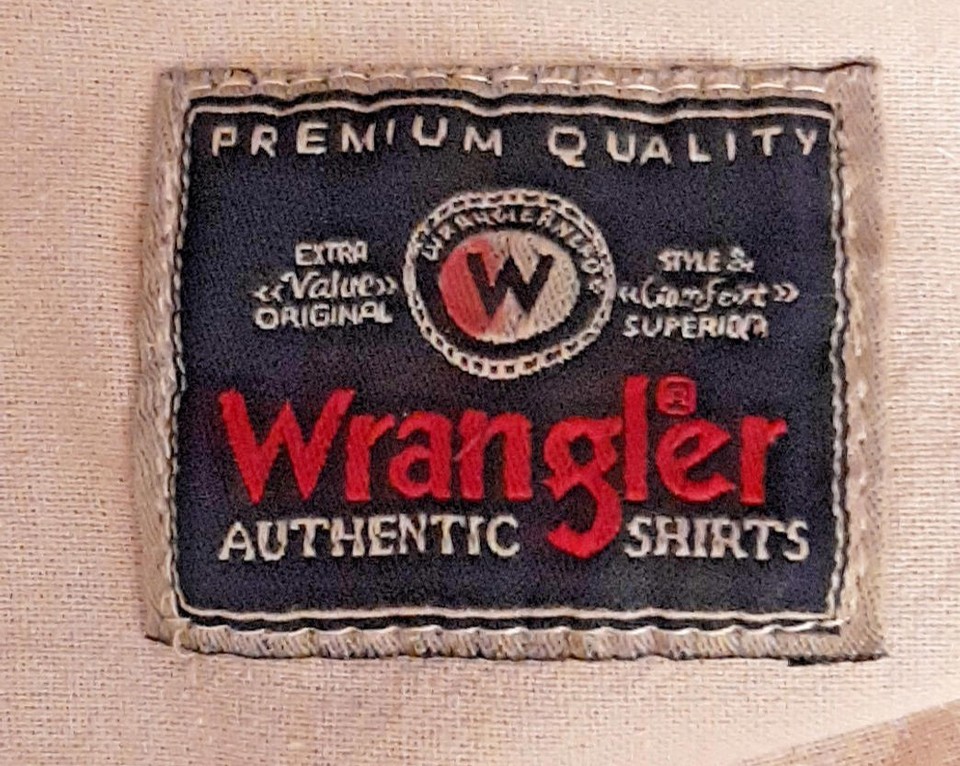 PREMIUM QUALITY
EXTRA
«Value»
ORIGINAL
W
STYLE &
«Comfort»
SUPERIOR
Wrangler®
AUTHENTIC SHIRTS